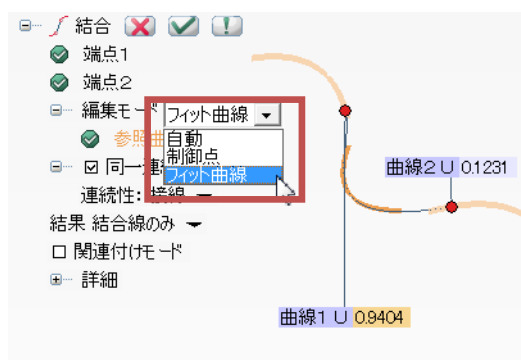 結合
端点1
端点2
編集モード フィット曲線
参照曲
自動
制御点
フィット曲線
同一連
連続性: 接線
曲線2 U 0.1231
結果 結合線のみ
関連付けモード
詳細
曲線1 U 0.9404